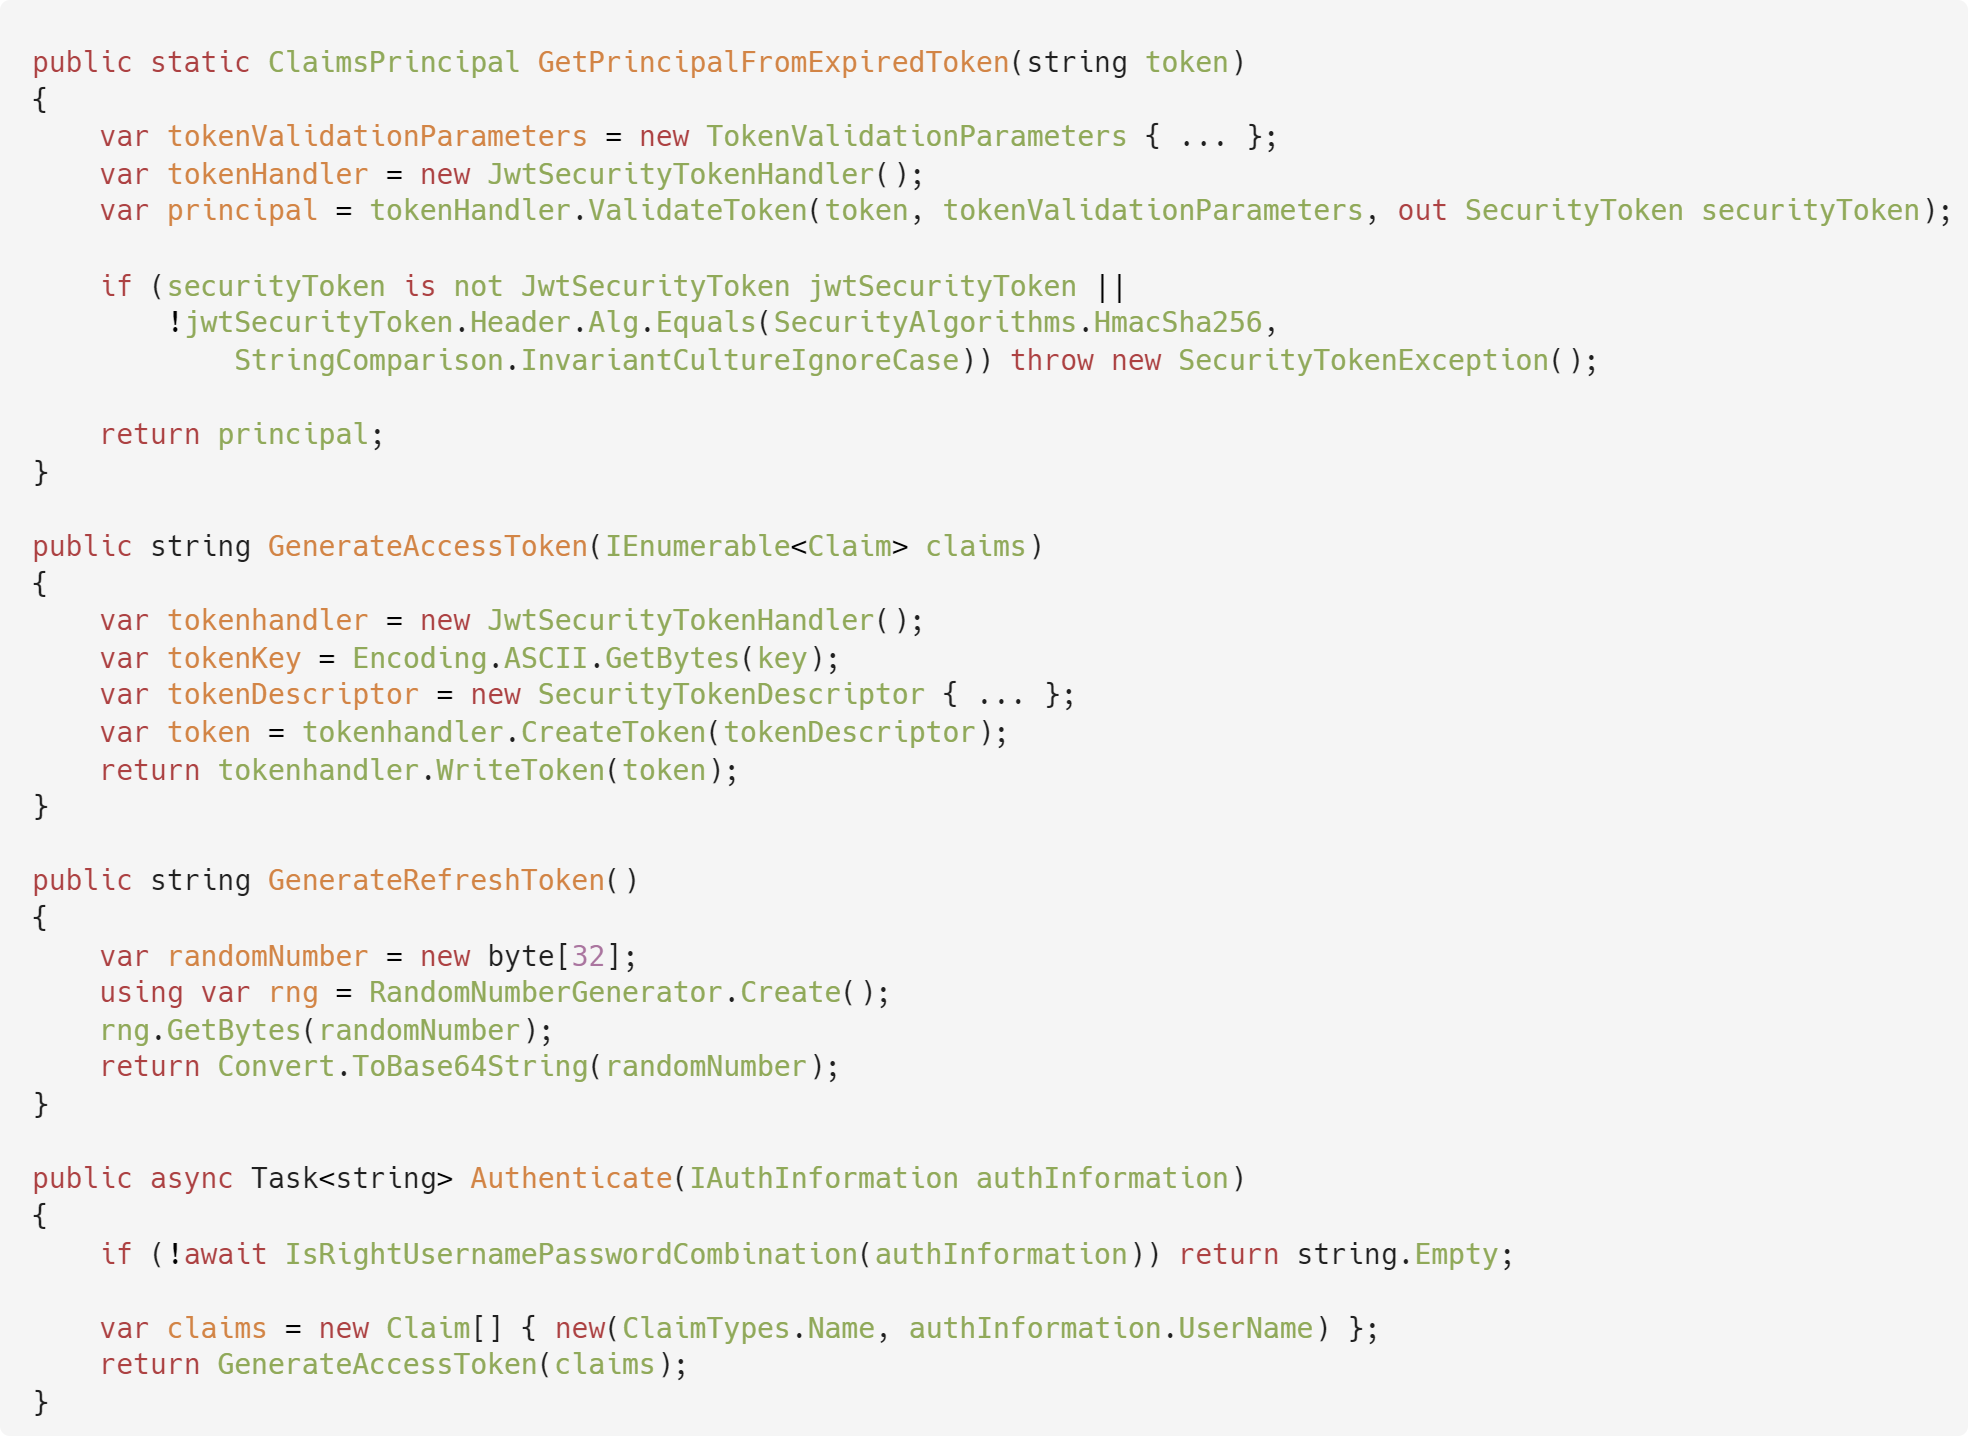 public static ClaimsPrincipal GetPrincipalFromExpiredToken(string token)
{
    var tokenValidationParameters = new TokenValidationParameters { ... };
    var tokenHandler = new JwtSecurityTokenHandler();
    var principal = tokenHandler.ValidateToken(token, tokenValidationParameters, out SecurityToken securityToken);

    if (securityToken is not JwtSecurityToken jwtSecurityToken ||
        !jwtSecurityToken.Header.Alg.Equals(SecurityAlgorithms.HmacSha256,
            StringComparison.InvariantCultureIgnoreCase)) throw new SecurityTokenException();

    return principal;
}

public string GenerateAccessToken(IEnumerable<Claim> claims)
{
    var tokenhandler = new JwtSecurityTokenHandler();
    var tokenKey = Encoding.ASCII.GetBytes(key);
    var tokenDescriptor = new SecurityTokenDescriptor { ... };
    var token = tokenhandler.CreateToken(tokenDescriptor);
    return tokenhandler.WriteToken(token);
}

public string GenerateRefreshToken()
{
    var randomNumber = new byte[32];
    using var rng = RandomNumberGenerator.Create();
    rng.GetBytes(randomNumber);
    return Convert.ToBase64String(randomNumber);
}

public async Task<string> Authenticate(IAuthInformation authInformation)
{
    if (!await IsRightUsernamePasswordCombination(authInformation)) return string.Empty;

    var claims = new Claim[] { new(ClaimTypes.Name, authInformation.UserName) };
    return GenerateAccessToken(claims);
}